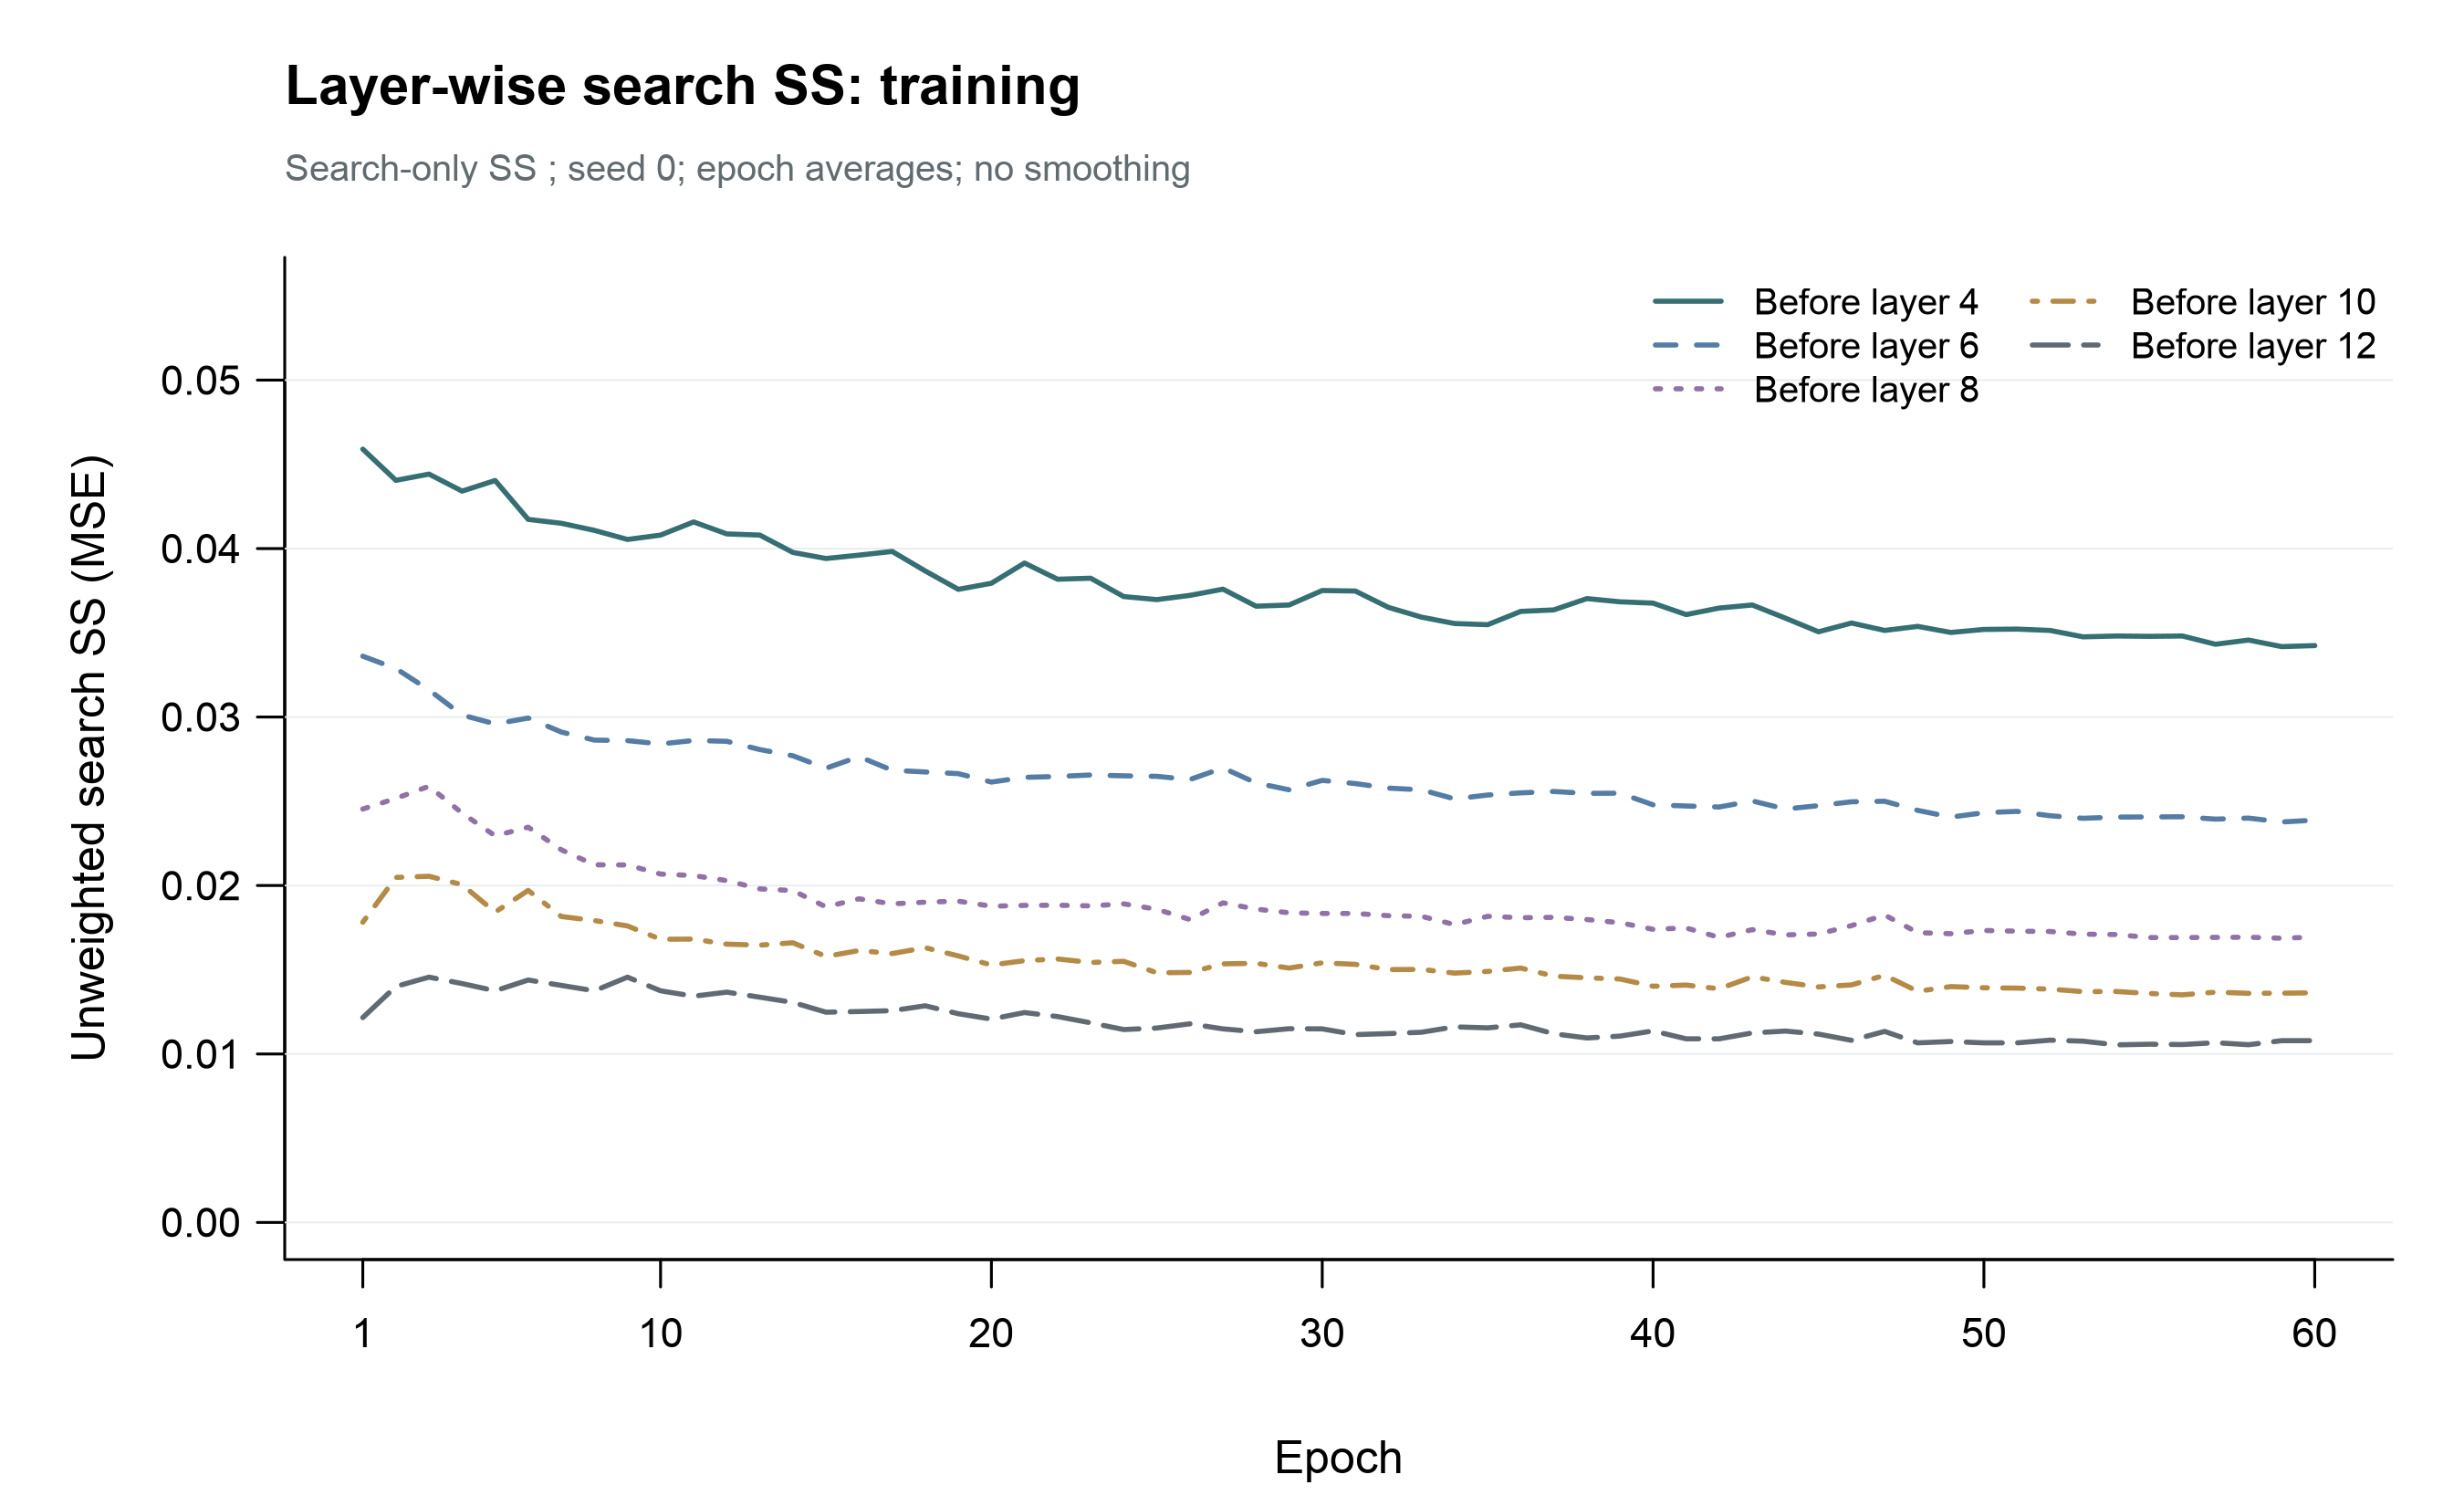 Layer-wise search SS: training
Search-only SS ; seed 0; epoch averages; no smoothing
Before layer 4
Before layer 6
Before layer 8
Before layer 10
Before layer 12
Unweighted search SS (MSE)
0.05
0.04
0.03
0.02
0.01
0.00
1 10 20 30 40 50 60
Epoch